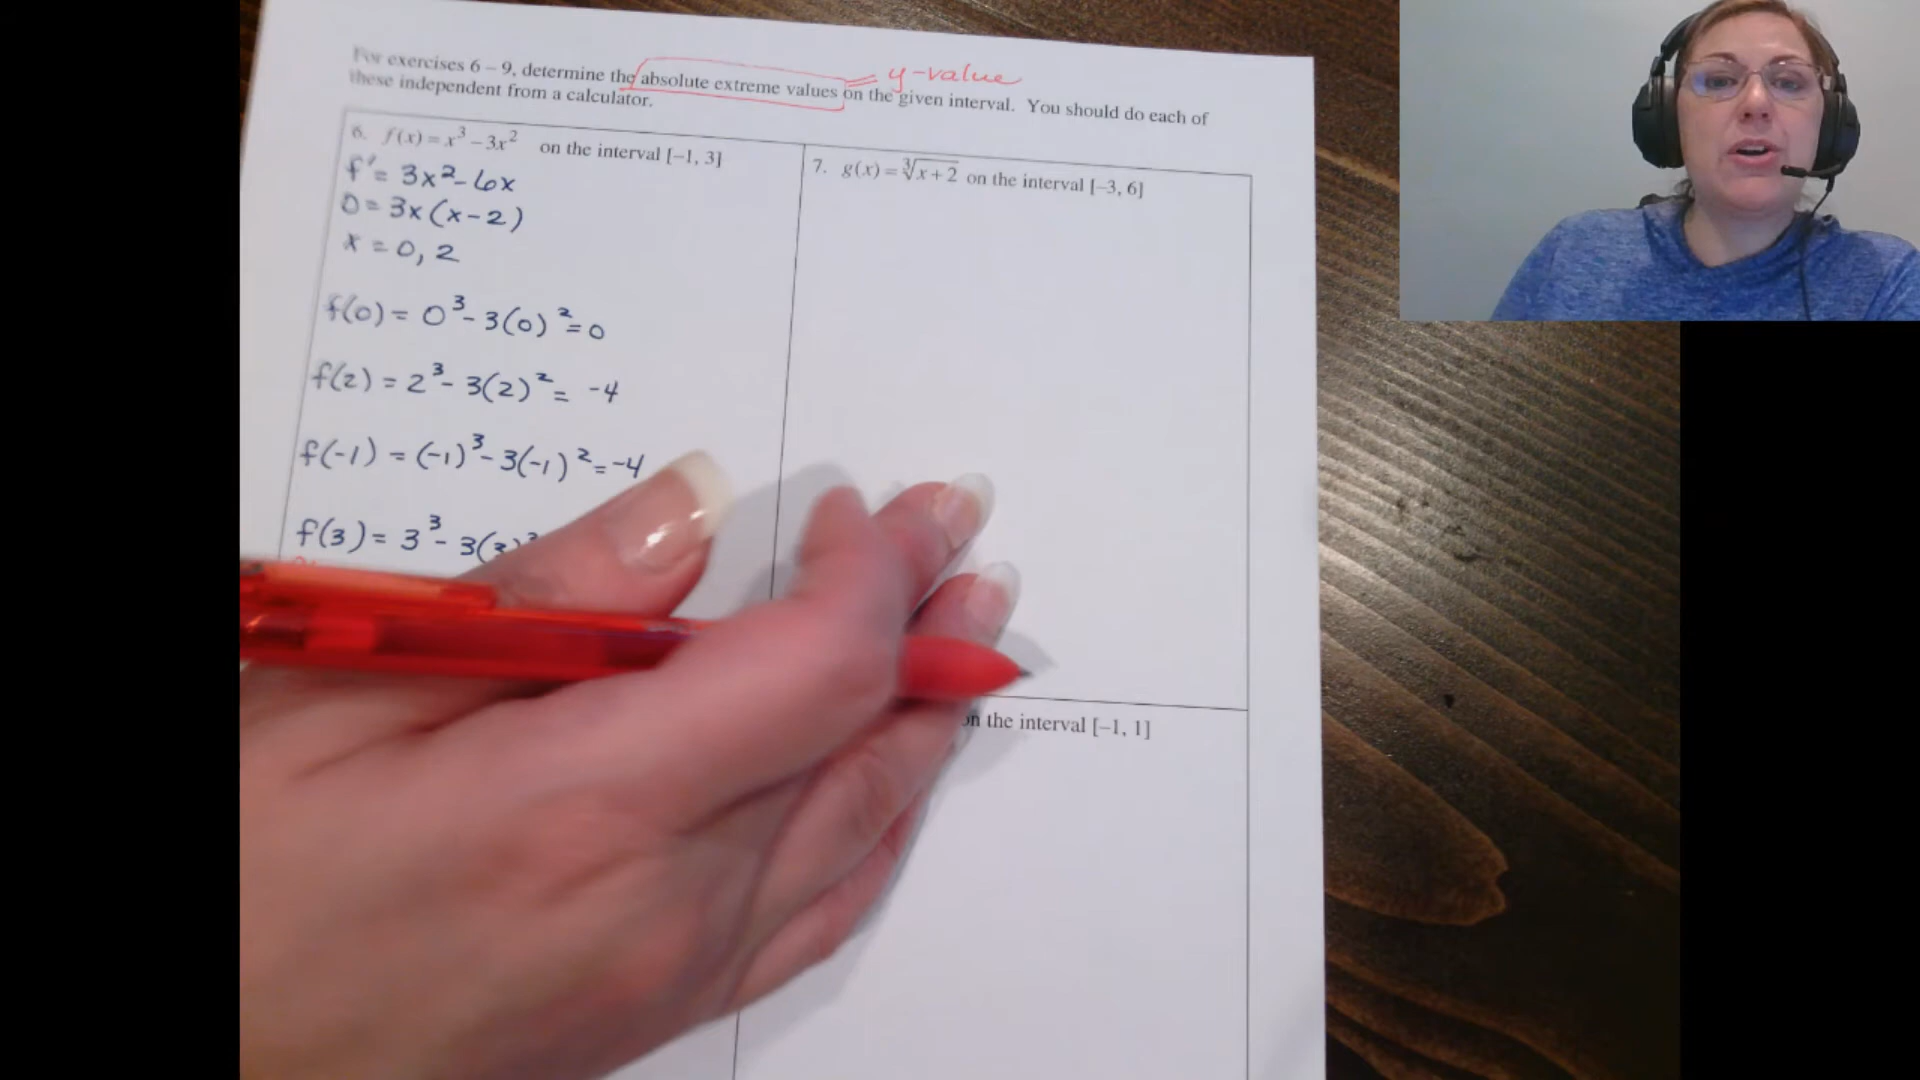 For exercises 6 – 9, determine the absolute extreme values on the given interval. You should do each of
= y-value
these independent from a calculator.
6. f(x) = x³ – 3x² on the interval [–1, 3]
f' = 3x² - 6x
0 = 3x(x - 2)
x = 0, 2
f(0) = 0³ - 3(0)² = 0
f(2) = 2³ - 3(2)² = -4
f(-1) = (-1)³ - 3(-1)² = -4
f(3) = 3³ - 3(3)²
7. g(x) = ∛(x + 2) on the interval [–3, 6]
on the interval [–1, 1]